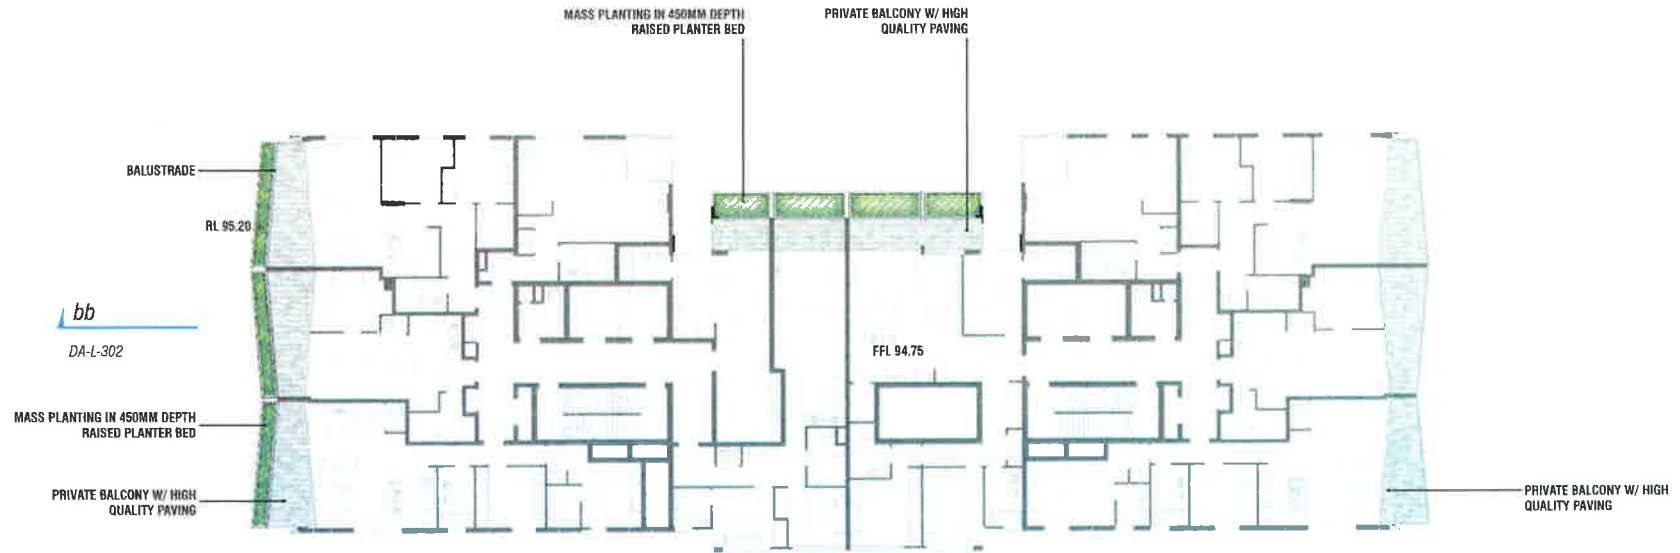 MASS PLANTING IN 450MM DEPTH
RAISED PLANTER BED
PRIVATE BALCONY W/ HIGH
QUALITY PAVING
BALUSTRADE
RL 95.20
bb
DA-L-302
FFL 94.75
MASS PLANTING IN 450MM DEPTH
RAISED PLANTER BED
PRIVATE BALCONY W/ HIGH
QUALITY PAVING
PRIVATE BALCONY W/ HIGH
QUALITY PAVING